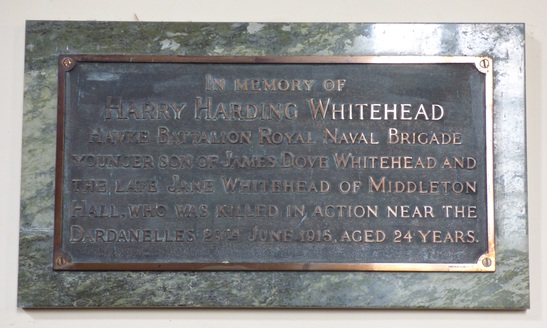 IN MEMORY OF
HARRY HARDING WHITEHEAD
HAWKE BATTALION ROYAL NAVAL BRIGADE
YOUNGER SON OF JAMES DOVE WHITEHEAD AND
THE LATE JANE WHITEHEAD OF MIDDLETON
HALL, WHO WAS KILLED IN ACTION NEAR THE
DARDANELLES JUNE, 1915, AGED 24 YEARS.